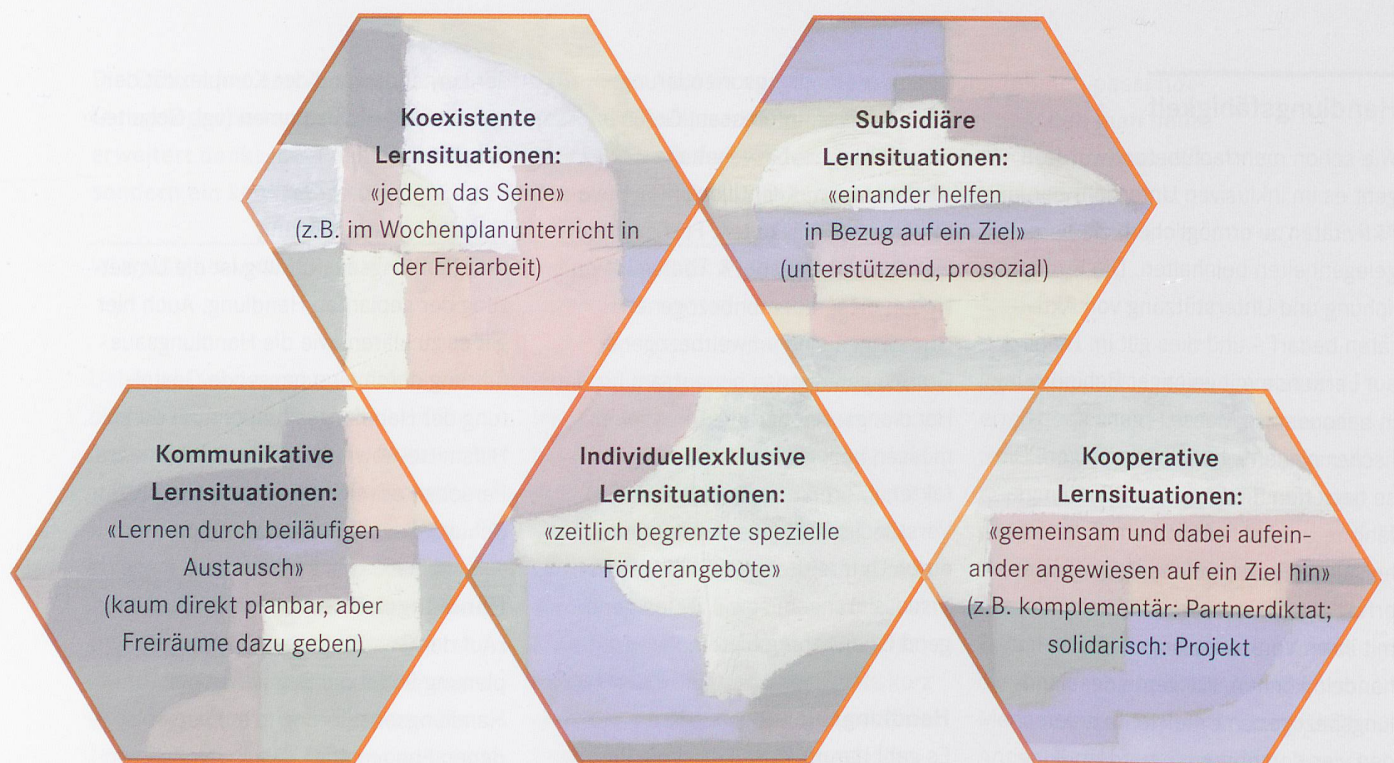 Koexistente
Lernsituationen:
«jedem das Seine»
(z.B. im Wochenplanunterricht in
der Freiarbeit)
Subsidiäre
Lernsituationen:
«einander helfen
in Bezug auf ein Ziel»
(unterstützend, prosozial)
Kommunikative
Lernsituationen:
«Lernen durch beiläufigen
Austausch»
(kaum direkt planbar, aber
Freiräume dazu geben)
Individuellexklusive
Lernsituationen:
«zeitlich begrenzte spezielle
Förderangebote»
Kooperative
Lernsituationen:
«gemeinsam und dabei aufein-
ander angewiesen auf ein Ziel hin»
(z.B. komplementär: Partnerdiktat;
solidarisch: Projekt